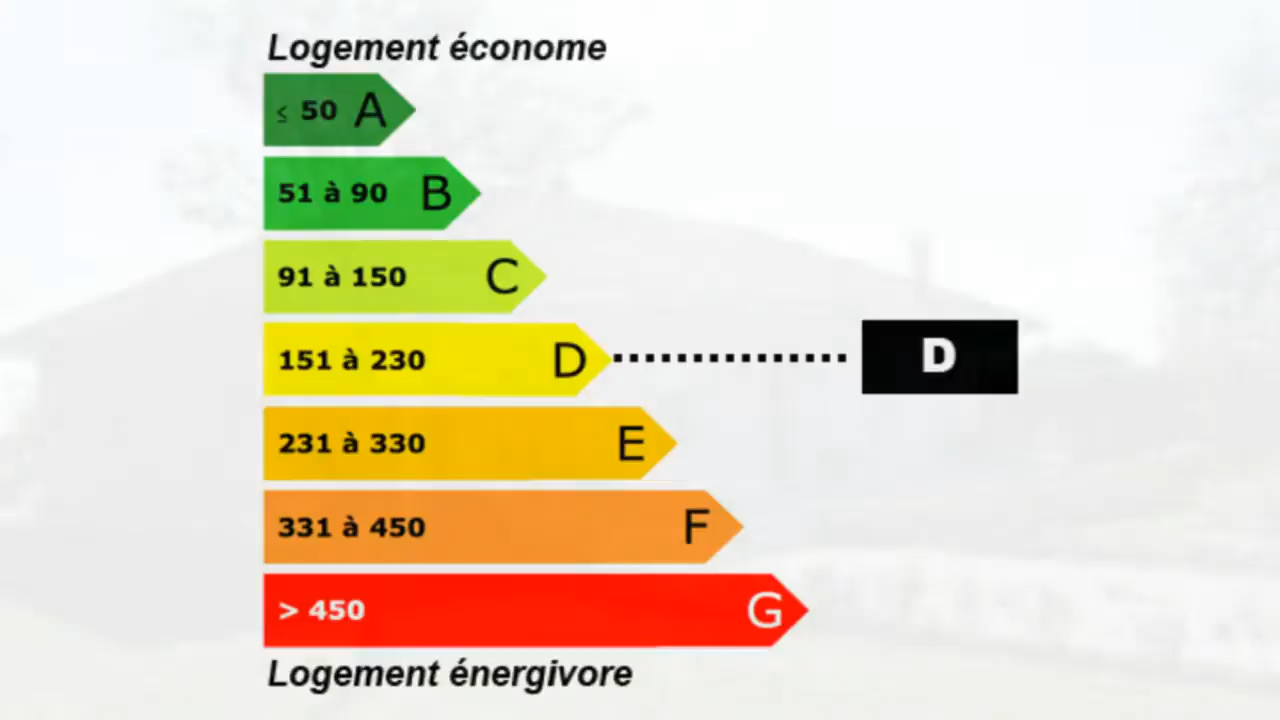 Logement économe
≤ 50 A
51 à 90 B
91 à 150 C
151 à 230 D
D
231 à 330 E
331 à 450 F
> 450 G
Logement énergivore